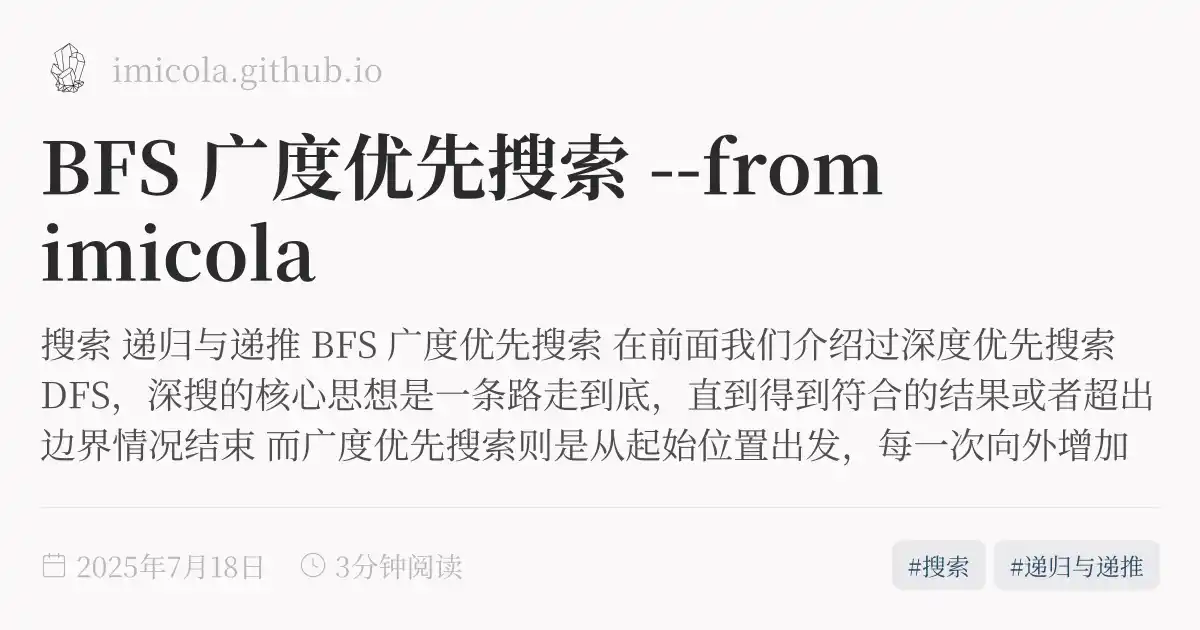 imicola.github.io
BFS 广度优先搜索 --from
imicola
搜索 递归与递推 BFS 广度优先搜索 在前面我们介绍过深度优先搜索
DFS，深搜的核心思想是一条路走到底，直到得到符合的结果或者超出
边界情况结束 而广度优先搜索则是从起始位置出发，每一次向外增加
2025年7月18日 3分钟阅读 #搜索 #递归与递推